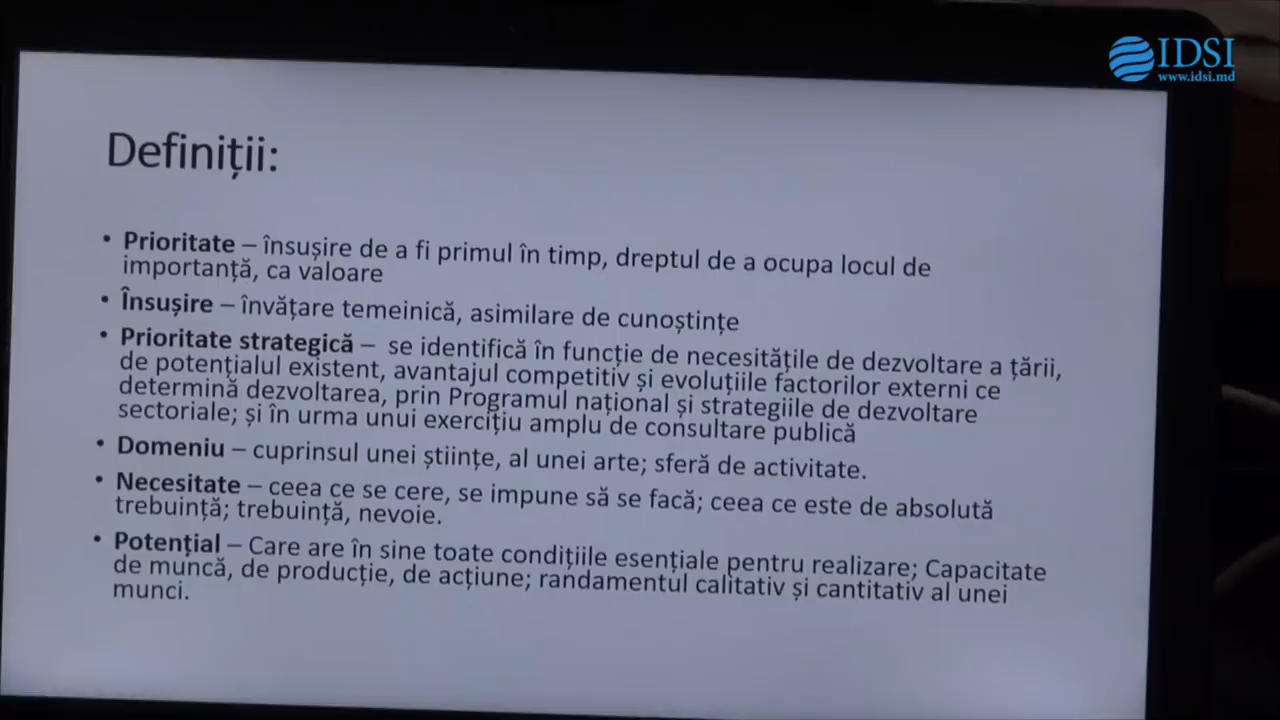 IDSI
www.idsi.md
Definiții:
• Prioritate – însușire de a fi primul în timp, dreptul de a ocupa locul de
importanță, ca valoare
• Însușire – învățare temeinică, asimilare de cunoștințe
• Prioritate strategică – se identifică în funcție de necesitățile de dezvoltare a țării,
de potențialul existent, avantajul competitiv și evoluțiile factorilor externi ce
determină dezvoltarea, prin Programul național și strategiile de dezvoltare
sectoriale; și în urma unui exercițiu amplu de consultare publică
• Domeniu – cuprinsul unei științe, al unei arte; sferă de activitate.
• Necesitate – ceea ce se cere, se impune să se facă; ceea ce este de absolută
trebuință; trebuință, nevoie.
• Potențial – Care are în sine toate condițiile esențiale pentru realizare; Capacitate
de muncă, de producție, de acțiune; randamentul calitativ și cantitativ al unei
munci.